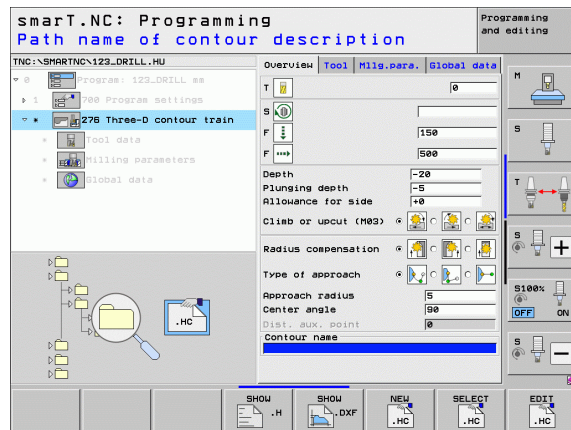 smarT.NC: Programming
Programming and editing
Path name of contour description
TNC:\SMARTNC\123_DRILL.HU
0 Program: 123_DRILL mm
1 700 Program settings
* 276 Three-D contour train
* Tool data
* Milling parameters
* Global data
Overview Tool Mllg.para. Global data
T 0
S
F 150
F 500
Depth -20
Plunging depth -5
Allowance for side +0
Climb or upcut (M03)
Radius compensation
Type of approach
Approach radius 5
Center angle 90
Dist. aux. point 0
Contour name
.HC
M
S
T
S
S100%
OFF ON
S
SHOW .H
SHOW .DXF
NEW .HC
SELECT .HC
EDIT .HC